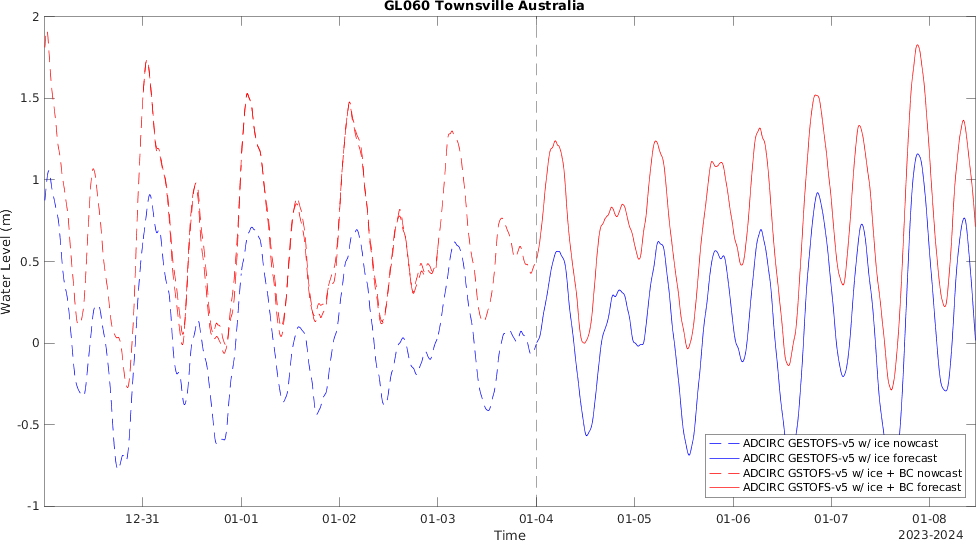 GL060 Townsville Australia
2
1.5
1
0.5
0
-0.5
-1
Water Level (m)
ADCIRC GESTOFS-v5 w/ ice nowcast
ADCIRC GESTOFS-v5 w/ ice forecast
ADCIRC GSTOFS-v5 w/ ice + BC nowcast
ADCIRC GSTOFS-v5 w/ ice + BC forecast
12-31 01-01 01-02 01-03 01-04 01-05 01-06 01-07 01-08
Time
2023-2024